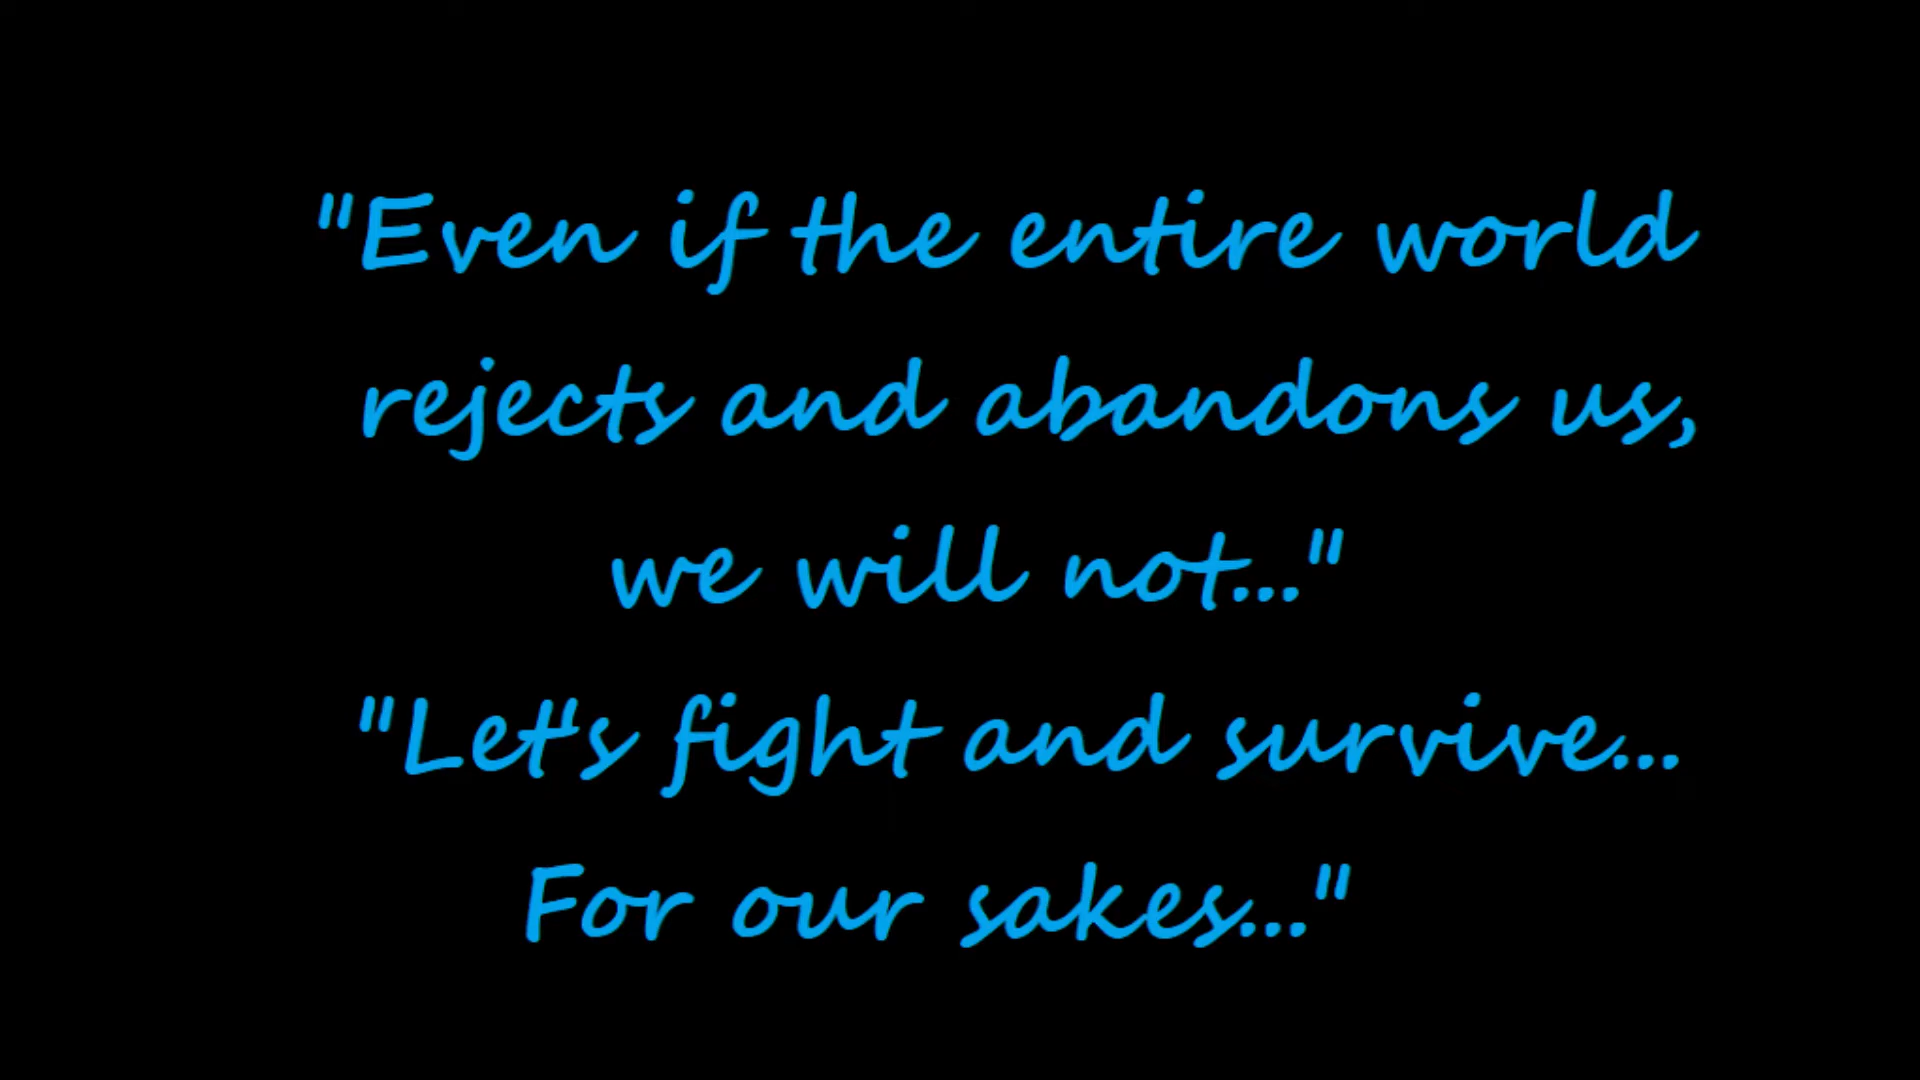 "Even if the entire world
rejects and abandons us,
we will not..."
"Let's fight and survive...
For our sakes..."